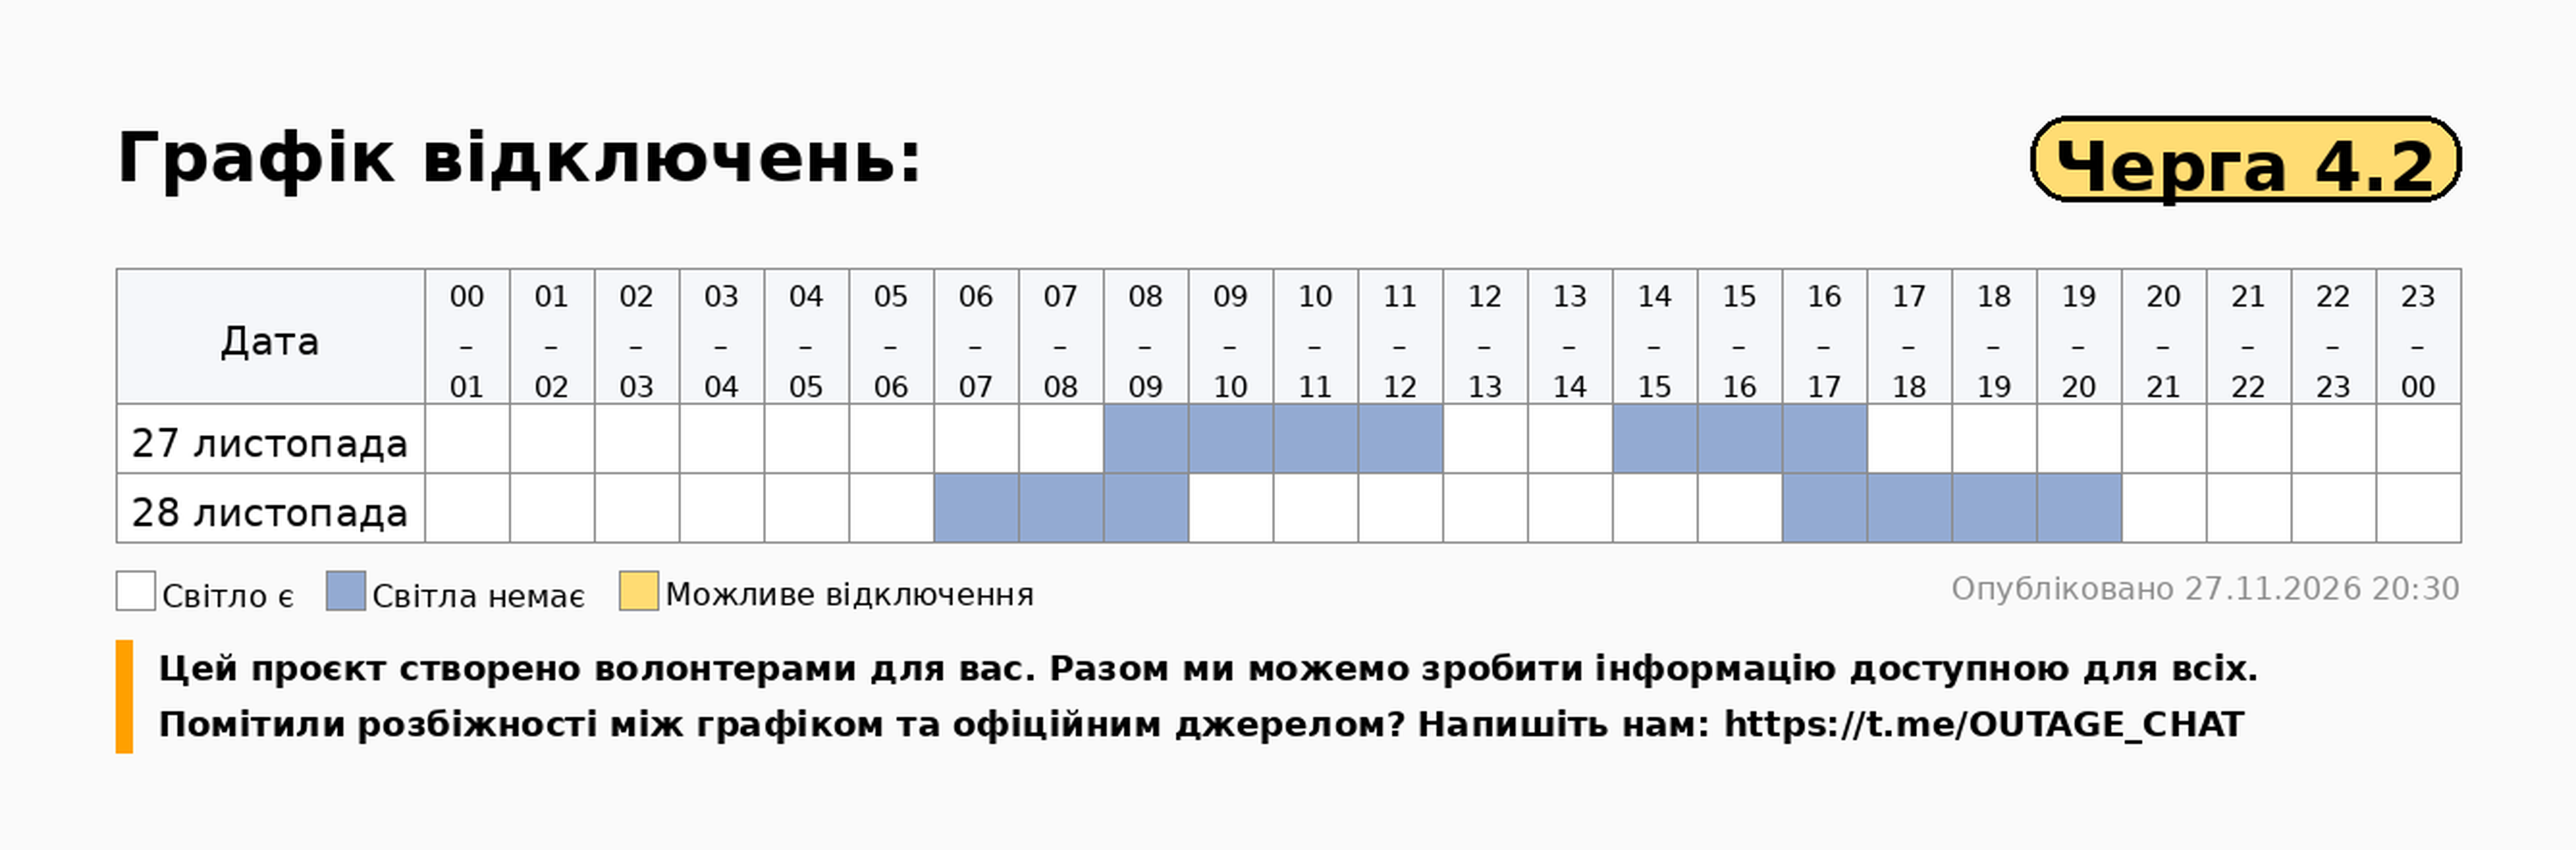 Графік відключень:
Черга 4.2
Дата 00 – 01 01 – 02 02 – 03 03 – 04 04 – 05 05 – 06 06 – 07 07 – 08 08 – 09 09 – 10 10 – 11 11 – 12 12 – 13 13 – 14 14 – 15 15 – 16 16 – 17 17 – 18 18 – 19 19 – 20 20 – 21 21 – 22 22 – 23 23 – 00
27 листопада
28 листопада
Світло є Світла немає Можливе відключення
Опубліковано 27.11.2026 20:30
Цей проєкт створено волонтерами для вас. Разом ми можемо зробити інформацію доступною для всіх.
Помітили розбіжності між графіком та офіційним джерелом? Напишіть нам: https://t.me/OUTAGE_CHAT